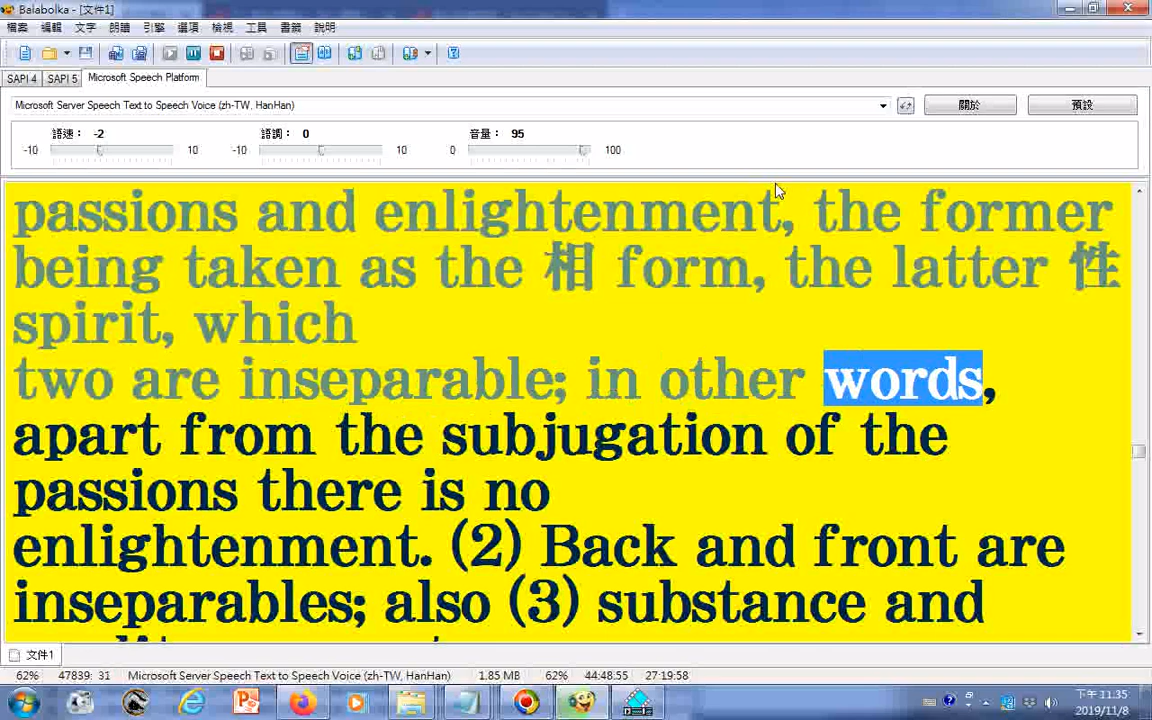 Balabolka - [文件1]
檔案 編輯 文字 朗讀 引擎 選項 檢視 工具 書籤 說明
SAPI 4 SAPI 5 Microsoft Speech Platform
Microsoft Server Speech Text to Speech Voice (zh-TW, HanHan) 關於 預設
語速： -2 語調： 0 音量： 95
-10 10 -10 10 0 100
passions and enlightenment, the former
being taken as the 相 form, the latter 性
spirit, which
two are inseparable; in other words,
apart from the subjugation of the
passions there is no
enlightenment. (2) Back and front are
inseparables; also (3) substance and
文件1
62% 47839: 31 Microsoft Server Speech Text to Speech Voice (zh-TW, HanHan) 1.85 MB 62% 44:48:55 27:19:58
下午 11:35
2019/11/8